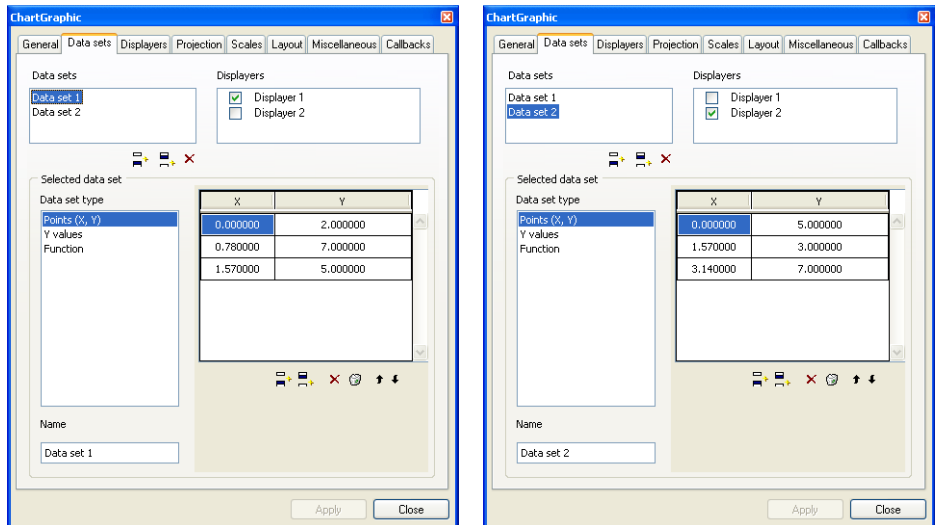 ChartGraphic
General Data sets Displayers Projection Scales Layout Miscellaneous Callbacks
Data sets Displayers
Data set 1 Displayer 1
Data set 2 Displayer 2
Selected data set
Data set type
Points (X, Y)
Y values
Function
X Y
0.000000 2.000000
0.780000 7.000000
1.570000 5.000000
Name
Data set 1
Apply Close
ChartGraphic
General Data sets Displayers Projection Scales Layout Miscellaneous Callbacks
Data sets Displayers
Data set 1 Displayer 1
Data set 2 Displayer 2
Selected data set
Data set type
Points (X, Y)
Y values
Function
X Y
0.000000 5.000000
1.570000 3.000000
3.140000 7.000000
Name
Data set 2
Apply Close